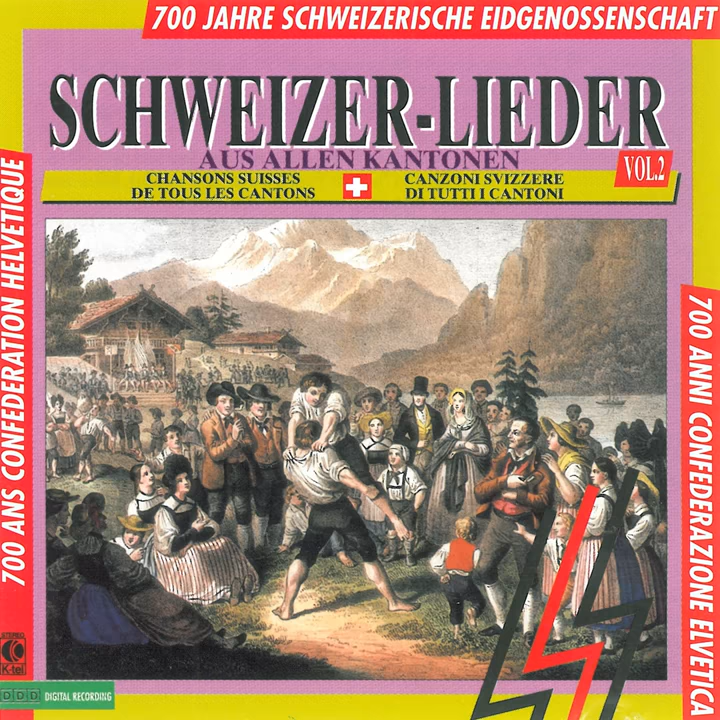 700 JAHRE SCHWEIZERISCHE EIDGENOSSENSCHAFT
SCHWEIZER-LIEDER
AUS ALLEN KANTONEN
VOL.2
CHANSONS SUISSES
DE TOUS LES CANTONS
CANZONI SVIZZERE
DI TUTTI I CANTONI
700 ANS CONFEDERATION HELVETIQUE
700 ANNI CONFEDERAZIONE ELVETICA
STEREO
K-tel
DDD DIGITAL RECORDING